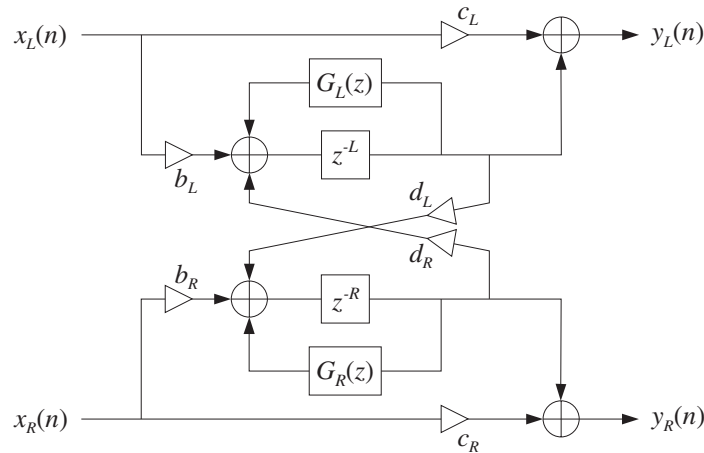 c_L
x_L(n)
y_L(n)
G_L(z)
z^{-L}
b_L
d_L
d_R
b_R
z^{-R}
G_R(z)
x_R(n)
y_R(n)
c_R